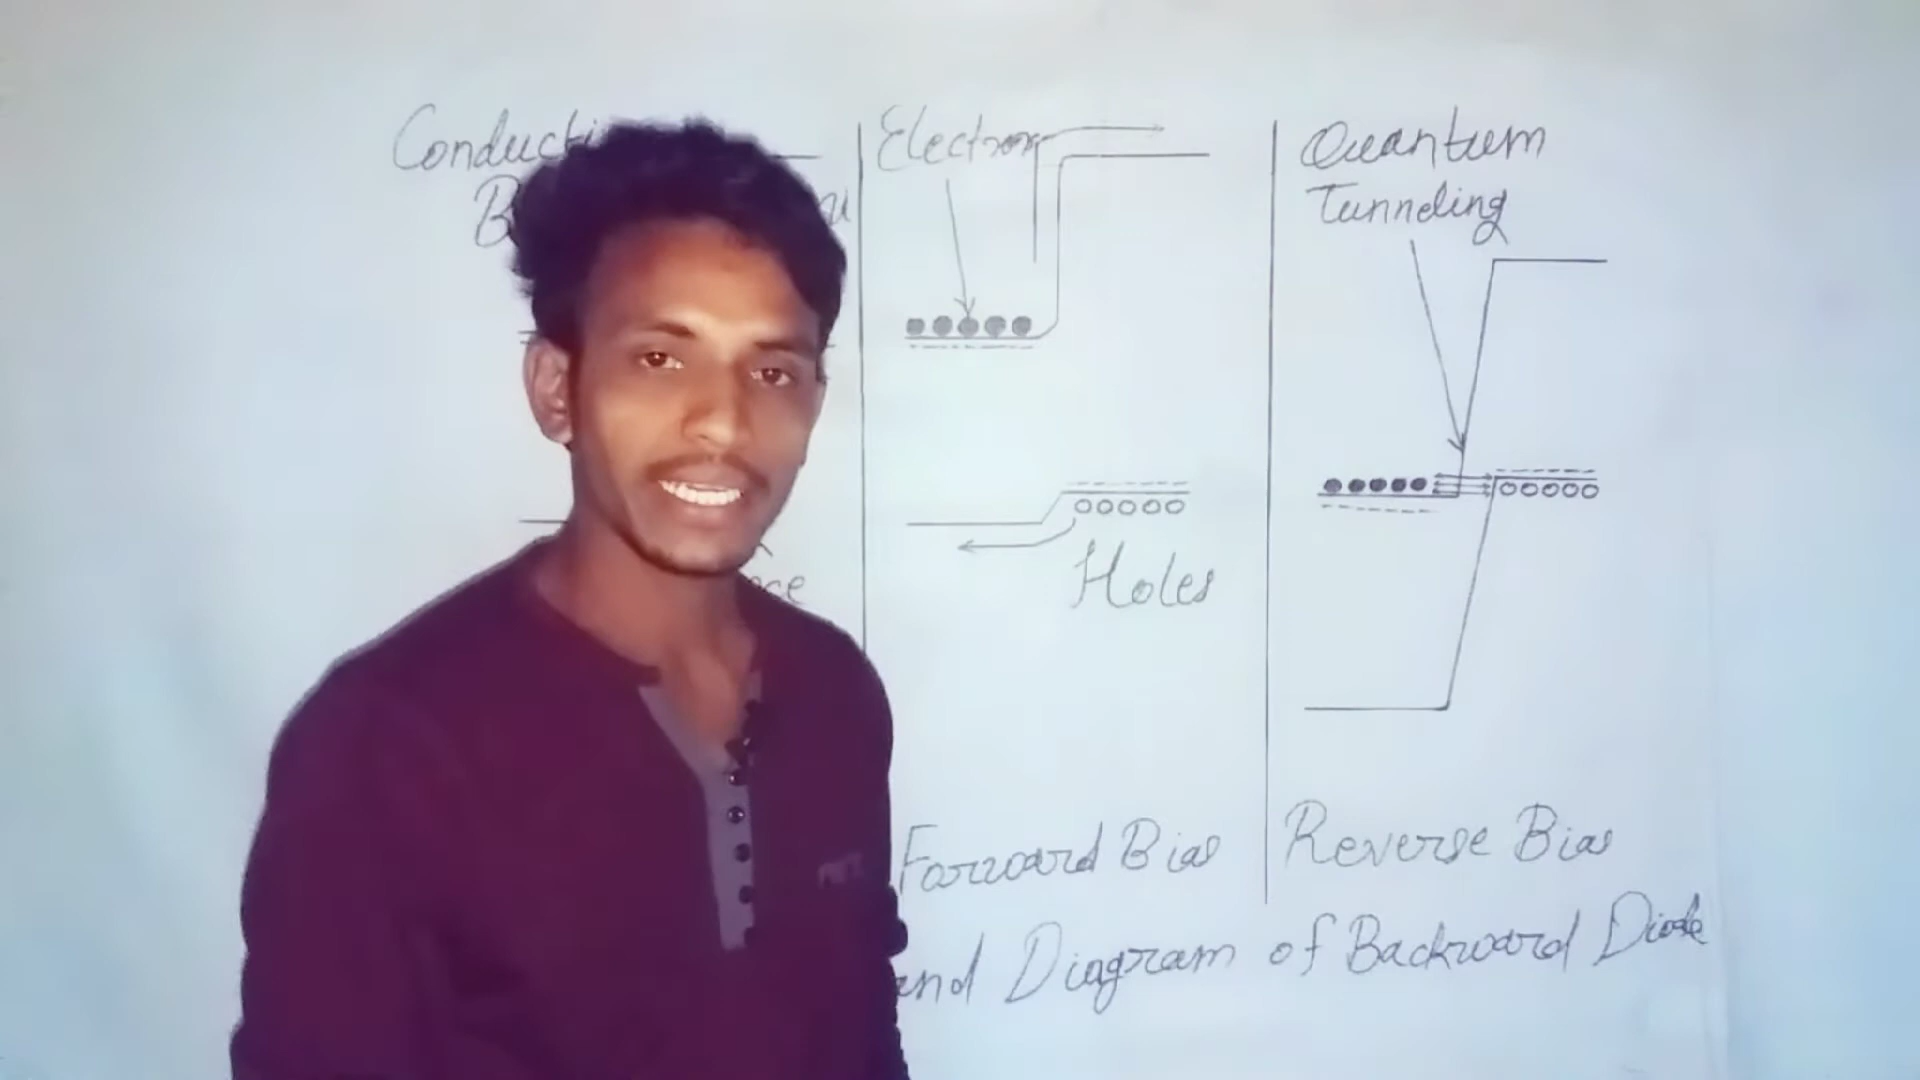 Electron
Quantum
Tunneling
Holes
Forward Bias
Reverse Bias
Diagram of Backward Diode